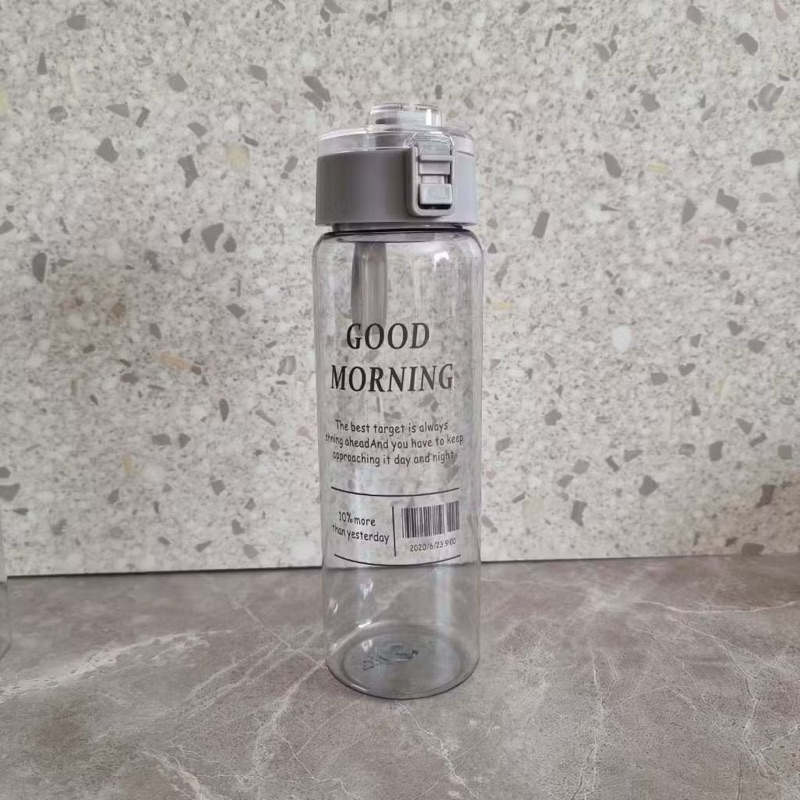 GOOD
MORNING
The best target is always
aheadAnd you have to keep
approaching it day and night
10% more
than yesterday
2020/6/23 9:00